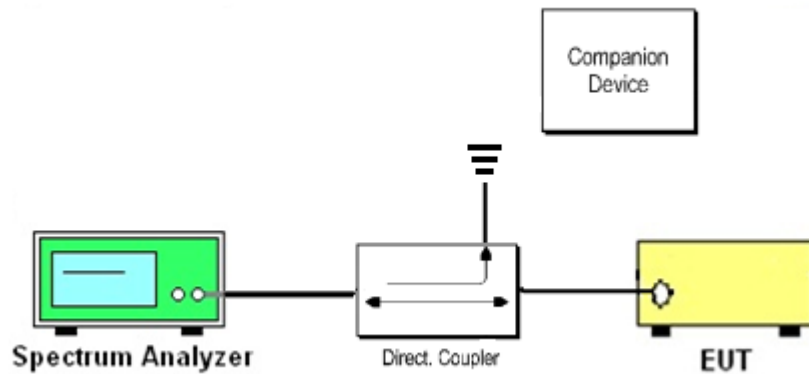 Companion
Device
Spectrum Analyzer
Direct. Coupler
EUT